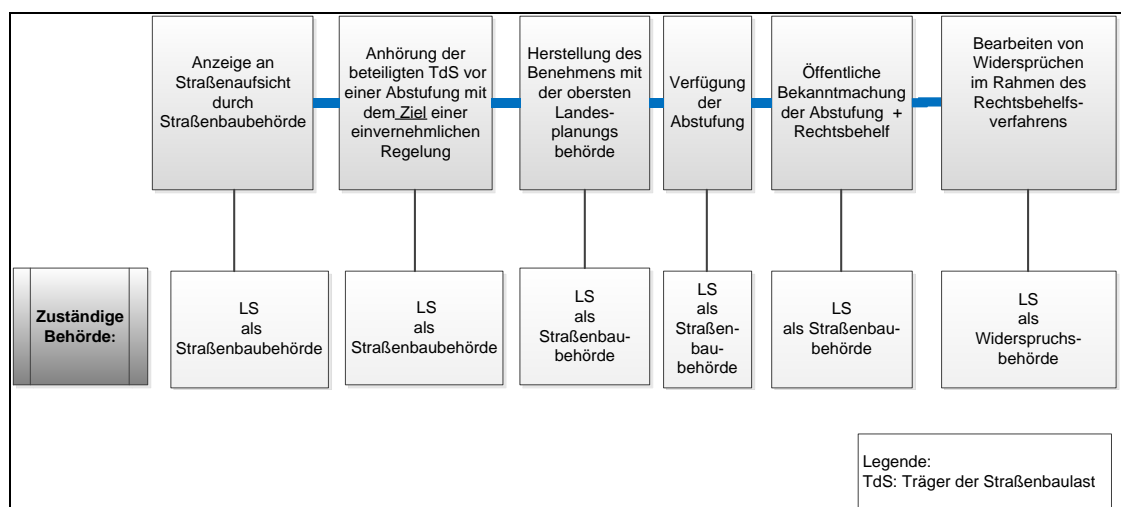 Anzeige an
Straßenaufsicht
durch
Straßenbaubehörde
Anhörung der
beteiligten TdS vor
einer Abstufung mit
dem Ziel einer
einvernehmlichen
Regelung
Herstellung des
Benehmens mit
der obersten
Landes-
planungs
behörde
Verfügung
der
Abstufung
Öffentliche
Bekanntmachung
der Abstufung +
Rechtsbehelf
Bearbeiten von
Widersprüchen
im Rahmen des
Rechtsbehelfs-
verfahrens
Zuständige
Behörde:
LS
als
Straßenbaubehörde
LS
als
Straßenbaubehörde
LS
als
Straßenbau-
behörde
LS
als
Straßen-
bau-
behörde
LS
als Straßenbau-
behörde
LS
als
Widerspruchs-
behörde
Legende:
TdS: Träger der Straßenbaulast